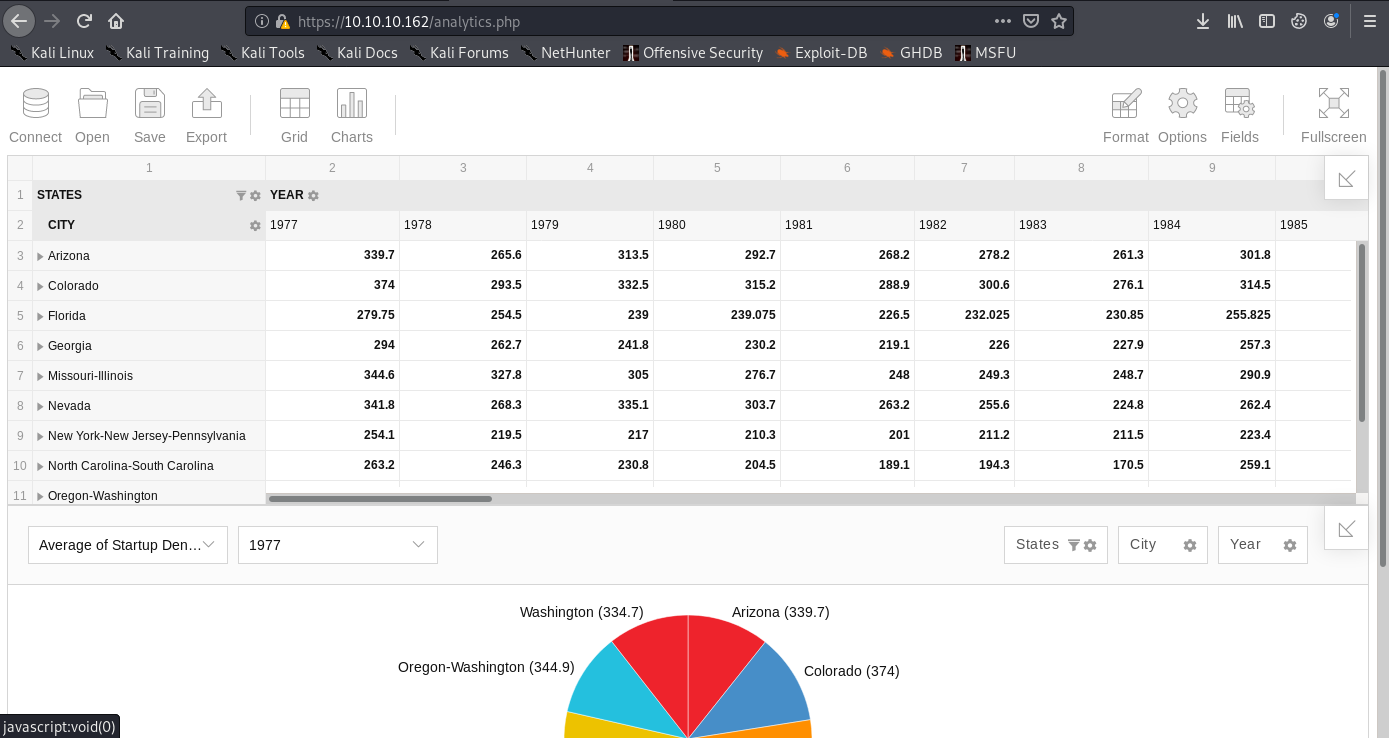 https://10.10.10.162/analytics.php
Kali Linux Kali Training Kali Tools Kali Docs Kali Forums NetHunter Offensive Security Exploit-DB GHDB MSFU
Connect Open Save Export Grid Charts Format Options Fields Fullscreen
1 2 3 4 5 6 7 8 9
1 STATES YEAR
2 CITY 1977 1978 1979 1980 1981 1982 1983 1984 1985
3 Arizona 339.7 265.6 313.5 292.7 268.2 278.2 261.3 301.8
4 Colorado 374 293.5 332.5 315.2 288.9 300.6 276.1 314.5
5 Florida 279.75 254.5 239 239.075 226.5 232.025 230.85 255.825
6 Georgia 294 262.7 241.8 230.2 219.1 226 227.9 257.3
7 Missouri-Illinois 344.6 327.8 305 276.7 248 249.3 248.7 290.9
8 Nevada 341.8 268.3 335.1 303.7 263.2 255.6 224.8 262.4
9 New York-New Jersey-Pennsylvania 254.1 219.5 217 210.3 201 211.2 211.5 223.4
10 North Carolina-South Carolina 263.2 246.3 230.8 204.5 189.1 194.3 170.5 259.1
11 Oregon-Washington
Average of Startup Den... 1977 States City Year
Washington (334.7) Arizona (339.7)
Oregon-Washington (344.9) Colorado (374)
javascript:void(0)